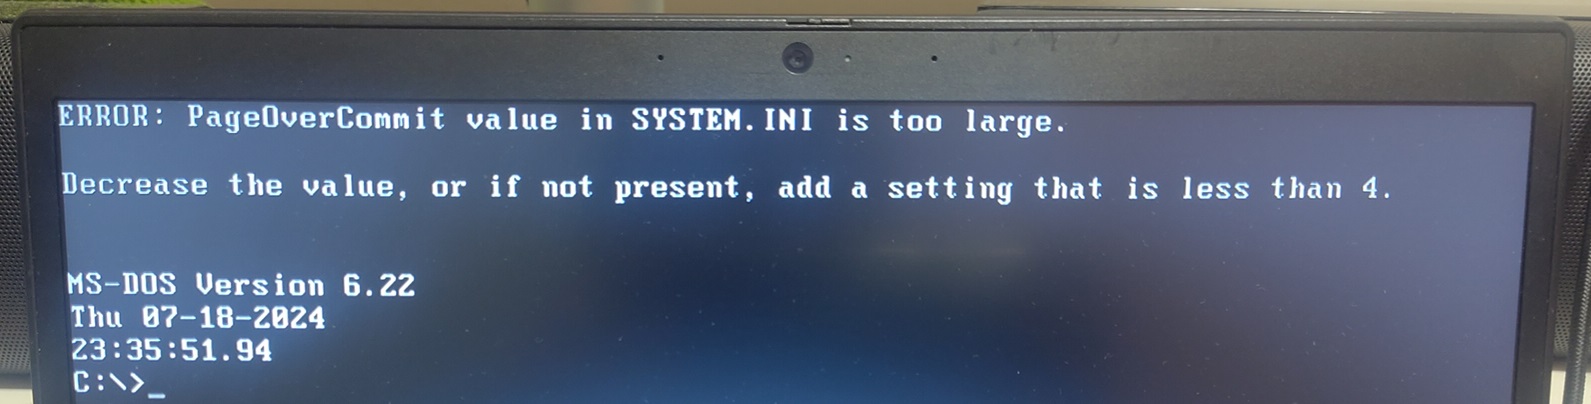 ERROR: PageOverCommit value in SYSTEM.INI is too large.
Decrease the value, or if not present, add a setting that is less than 4.
MS-DOS Version 6.22
Thu 07-18-2024
23:35:51.94
C:\>_